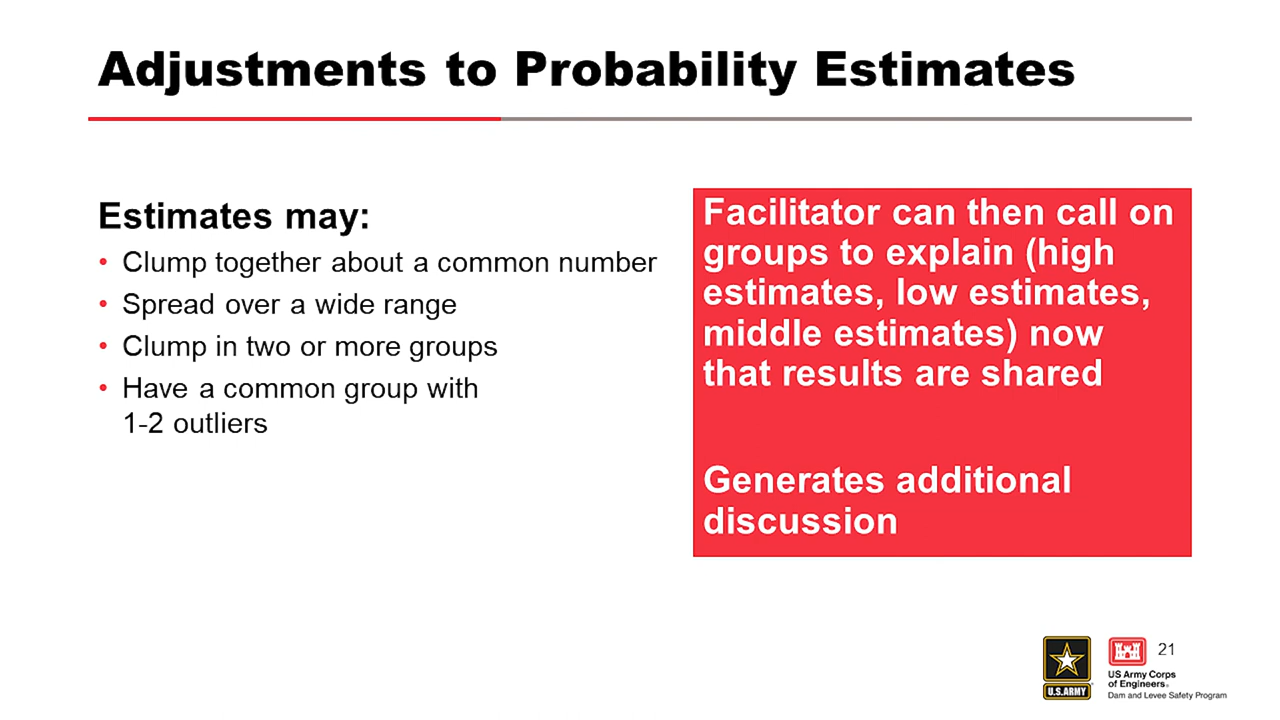 Adjustments to Probability Estimates
Estimates may:
• Clump together about a common number
• Spread over a wide range
• Clump in two or more groups
• Have a common group with
1-2 outliers
Facilitator can then call on
groups to explain (high
estimates, low estimates,
middle estimates) now
that results are shared
Generates additional
discussion
U.S.ARMY
21
US Army Corps
of Engineers®
Dam and Levee Safety Program